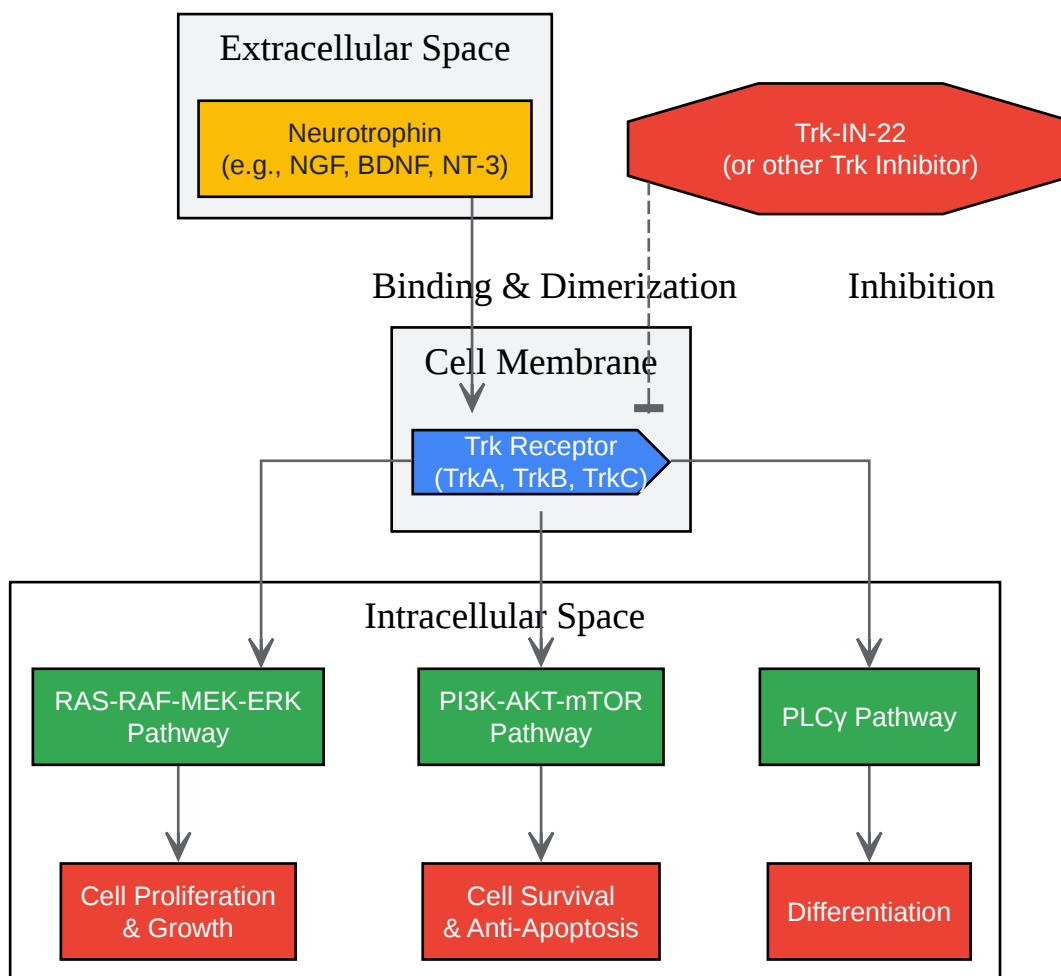 Extracellular Space
Neurotrophin
(e.g., NGF, BDNF, NT-3)
Trk-IN-22
(or other Trk Inhibitor)
Binding & Dimerization
Inhibition
Cell Membrane
Trk Receptor
(TrkA, TrkB, TrkC)
Intracellular Space
RAS-RAF-MEK-ERK
Pathway
PI3K-AKT-mTOR
Pathway
PLCγ Pathway
Cell Proliferation
& Growth
Cell Survival
& Anti-Apoptosis
Differentiation